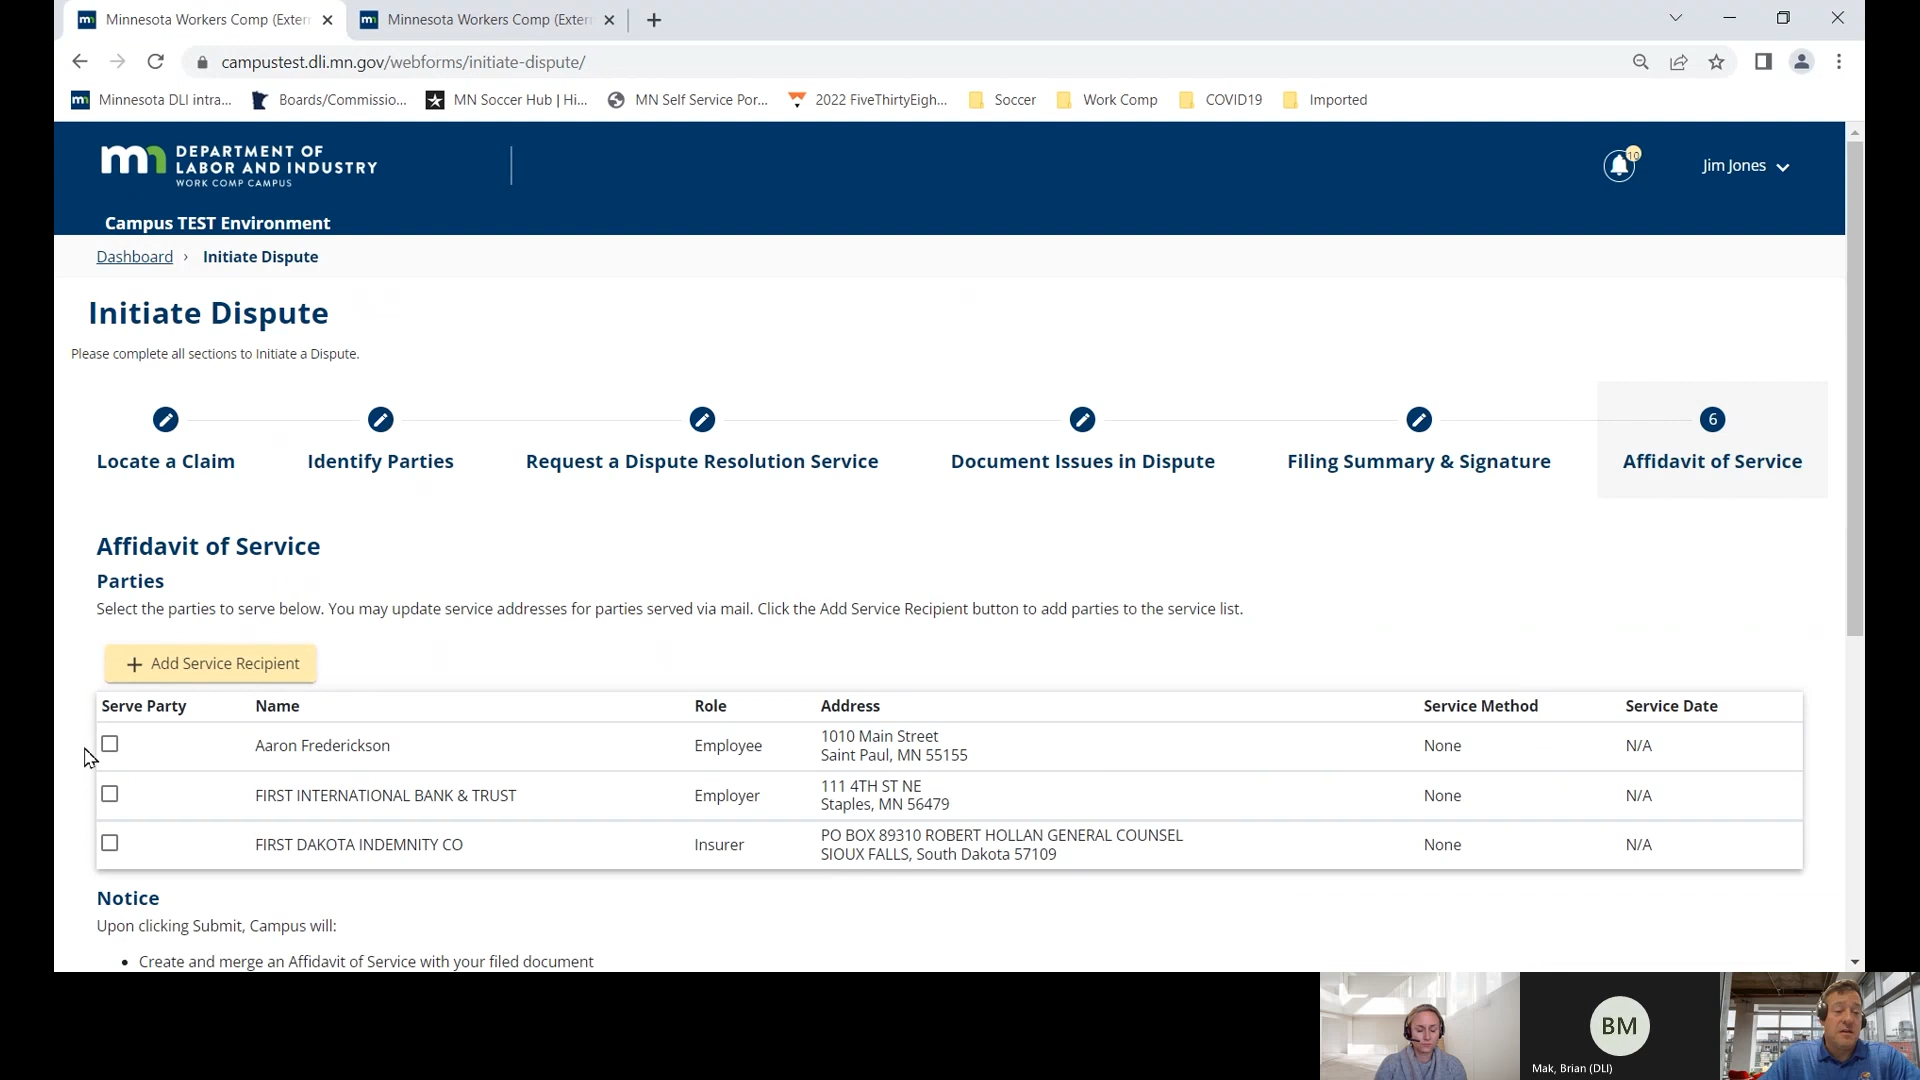 Minnesota Workers Comp (Exter
Minnesota Workers Comp (Exter
campustest.dli.mn.gov/webforms/initiate-dispute/
mn Minnesota DLI intra...
Boards/Commissio...
MN Soccer Hub | Hi...
MN Self Service Por...
2022 FiveThirtyEigh...
Soccer
Work Comp
COVID19
Imported
mn DEPARTMENT OF
LABOR AND INDUSTRY
WORK COMP CAMPUS
10
Jim Jones
Campus TEST Environment
Dashboard › Initiate Dispute
Initiate Dispute
Please complete all sections to Initiate a Dispute.
6
Locate a Claim
Identify Parties
Request a Dispute Resolution Service
Document Issues in Dispute
Filing Summary & Signature
Affidavit of Service
Affidavit of Service
Parties
Select the parties to serve below. You may update service addresses for parties served via mail. Click the Add Service Recipient button to add parties to the service list.
+ Add Service Recipient
Serve Party Name Role Address Service Method Service Date
Aaron Frederickson Employee 1010 Main Street None N/A
Saint Paul, MN 55155
FIRST INTERNATIONAL BANK & TRUST Employer 111 4TH ST NE None N/A
Staples, MN 56479
FIRST DAKOTA INDEMNITY CO Insurer PO BOX 89310 ROBERT HOLLAN GENERAL COUNSEL None N/A
SIOUX FALLS, South Dakota 57109
Notice
Upon clicking Submit, Campus will:
• Create and merge an Affidavit of Service with your filed document
BM
Mak, Brian (DLI)